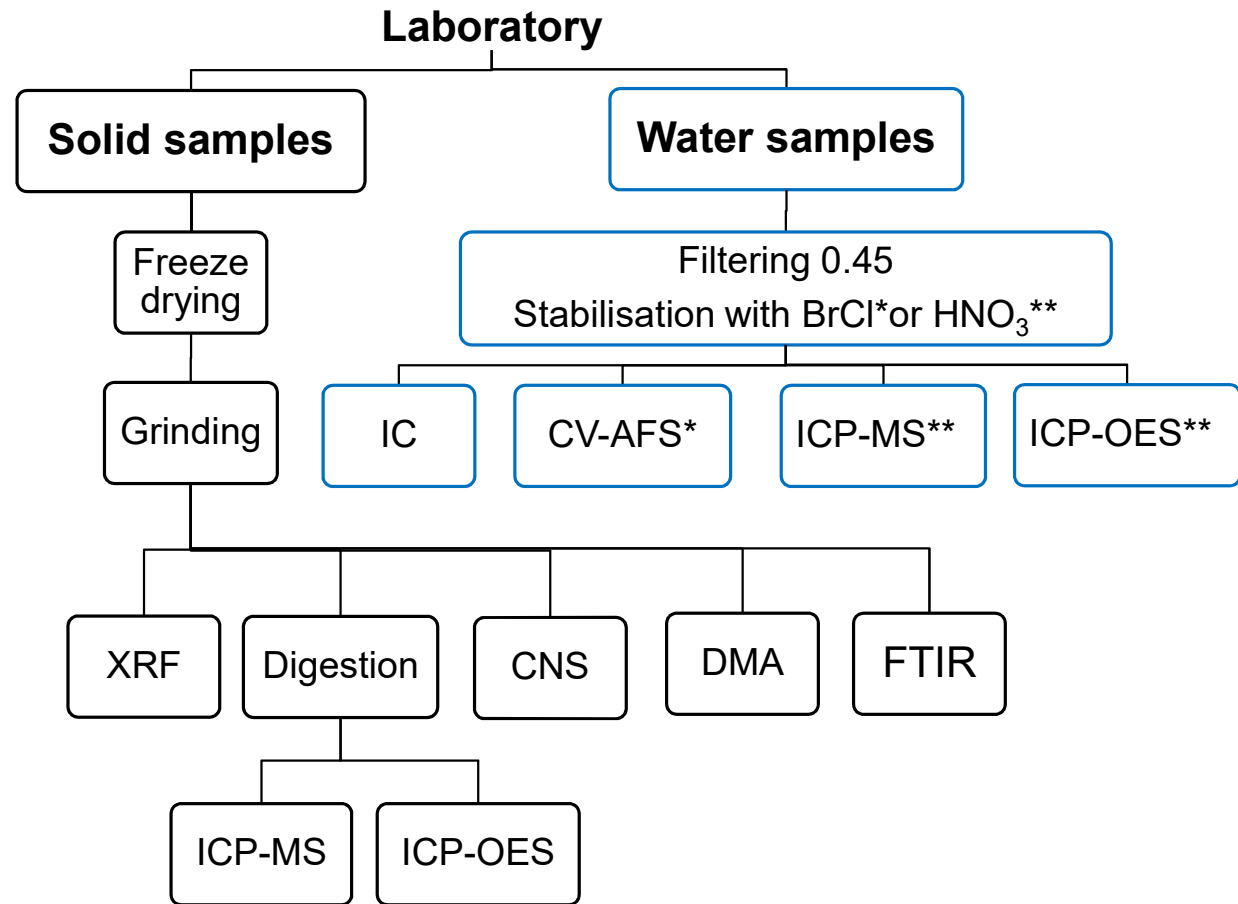 Laboratory
Solid samples
Water samples
Freeze
drying
Filtering 0.45
Stabilisation with BrCl*or HNO₃**
Grinding
IC
CV-AFS*
ICP-MS**
ICP-OES**
XRF
Digestion
CNS
DMA
FTIR
ICP-MS
ICP-OES